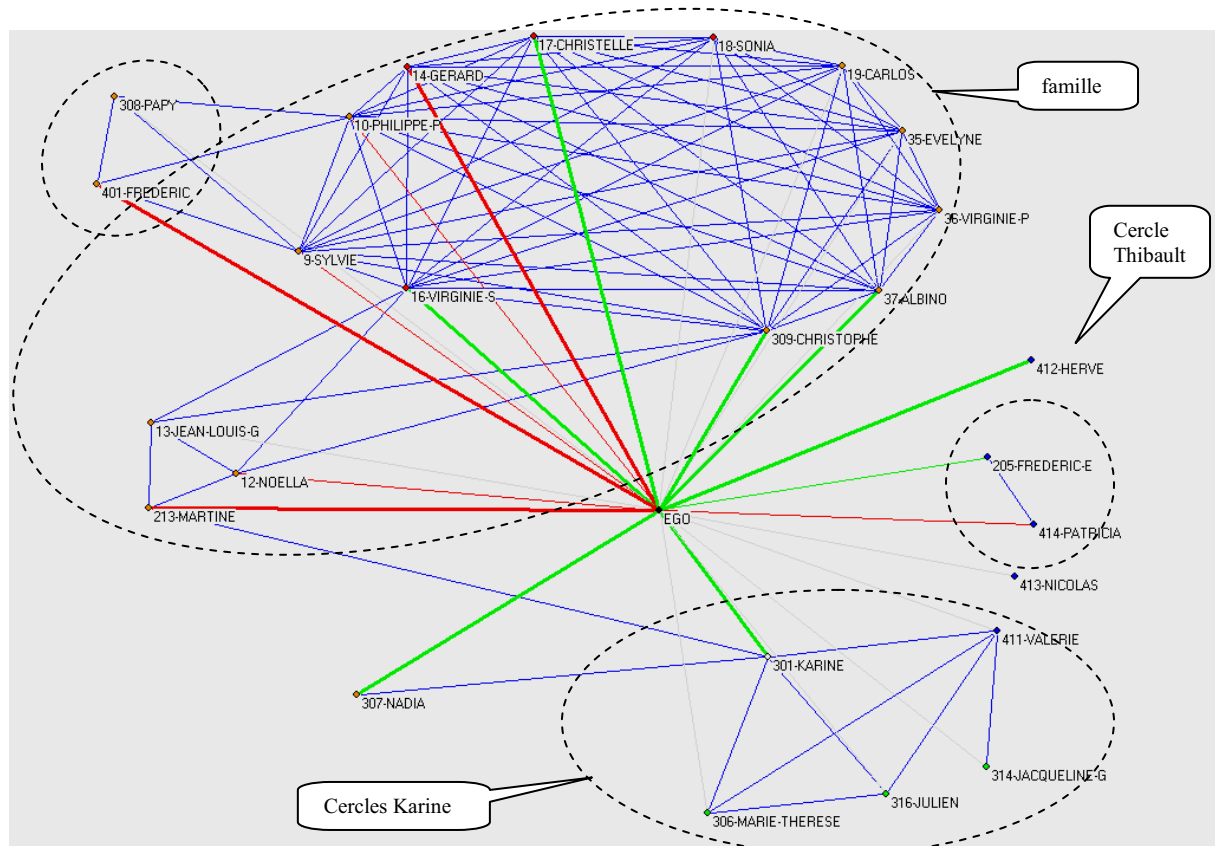 17-CHRISTELLE
18-SONIA
14-GERARD
19-CARLOS
famille
308-PAPY
10-PHILIPPE-P
35-EVELYNE
401-FREDERIC
36-VIRGINIE-P
Cercle
Thibault
9-SYLVIE
16-VIRGINIE-S
37-ALBINO
309-CHRISTOPHE
412-HERVE
13-JEAN-LOUIS-G
205-FREDERIC-E
12-NOELLA
213-MARTINE
EGO
414-PATRICIA
413-NICOLAS
411-VALERIE
301-KARINE
307-NADIA
314-JACQUELINE-G
Cercles Karine
316-JULIEN
306-MARIE-THERESE